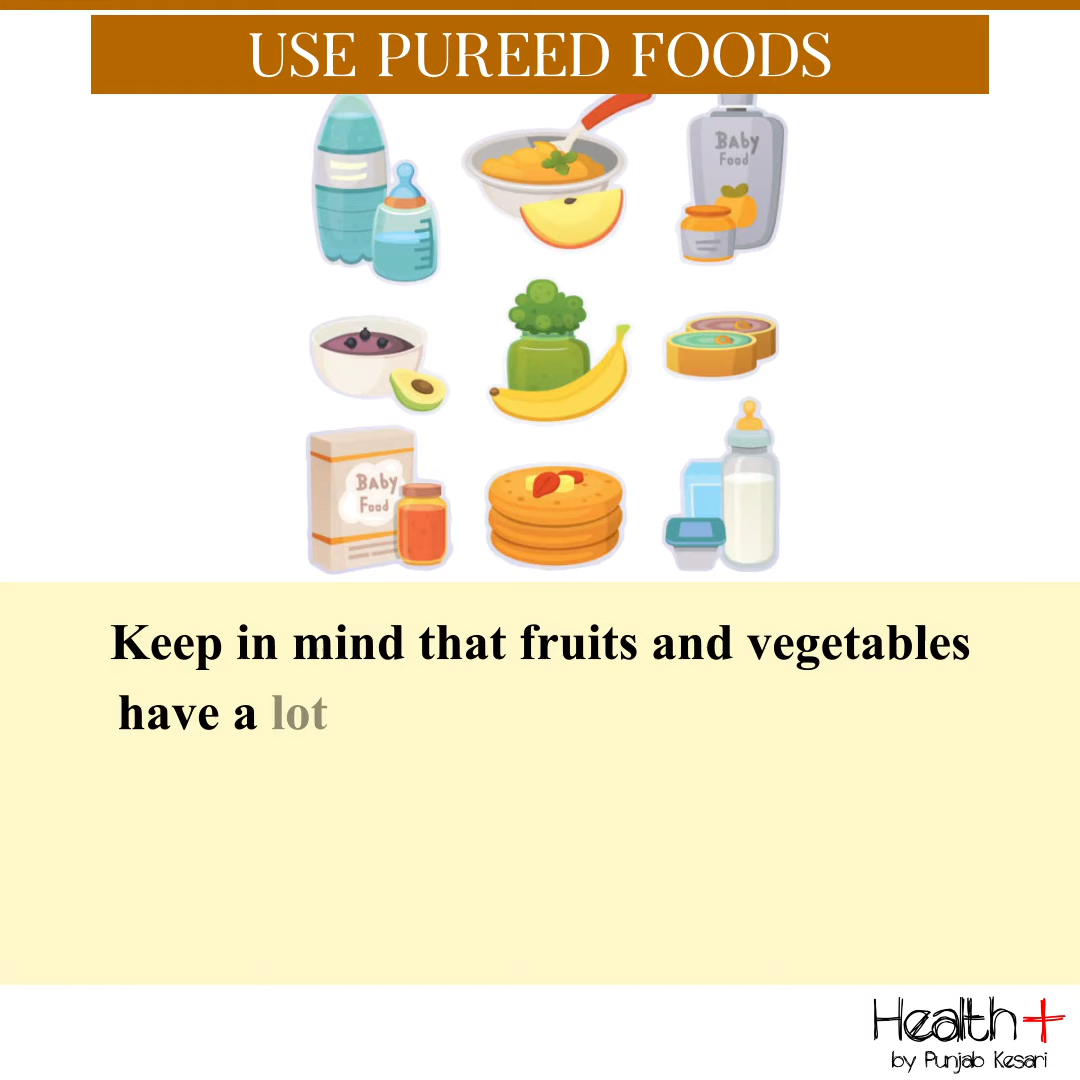 USE PUREED FOODS
Baby
Food
Baby
Food
Keep in mind that fruits and vegetables
have a lot
Health+
by Punjab Kesari